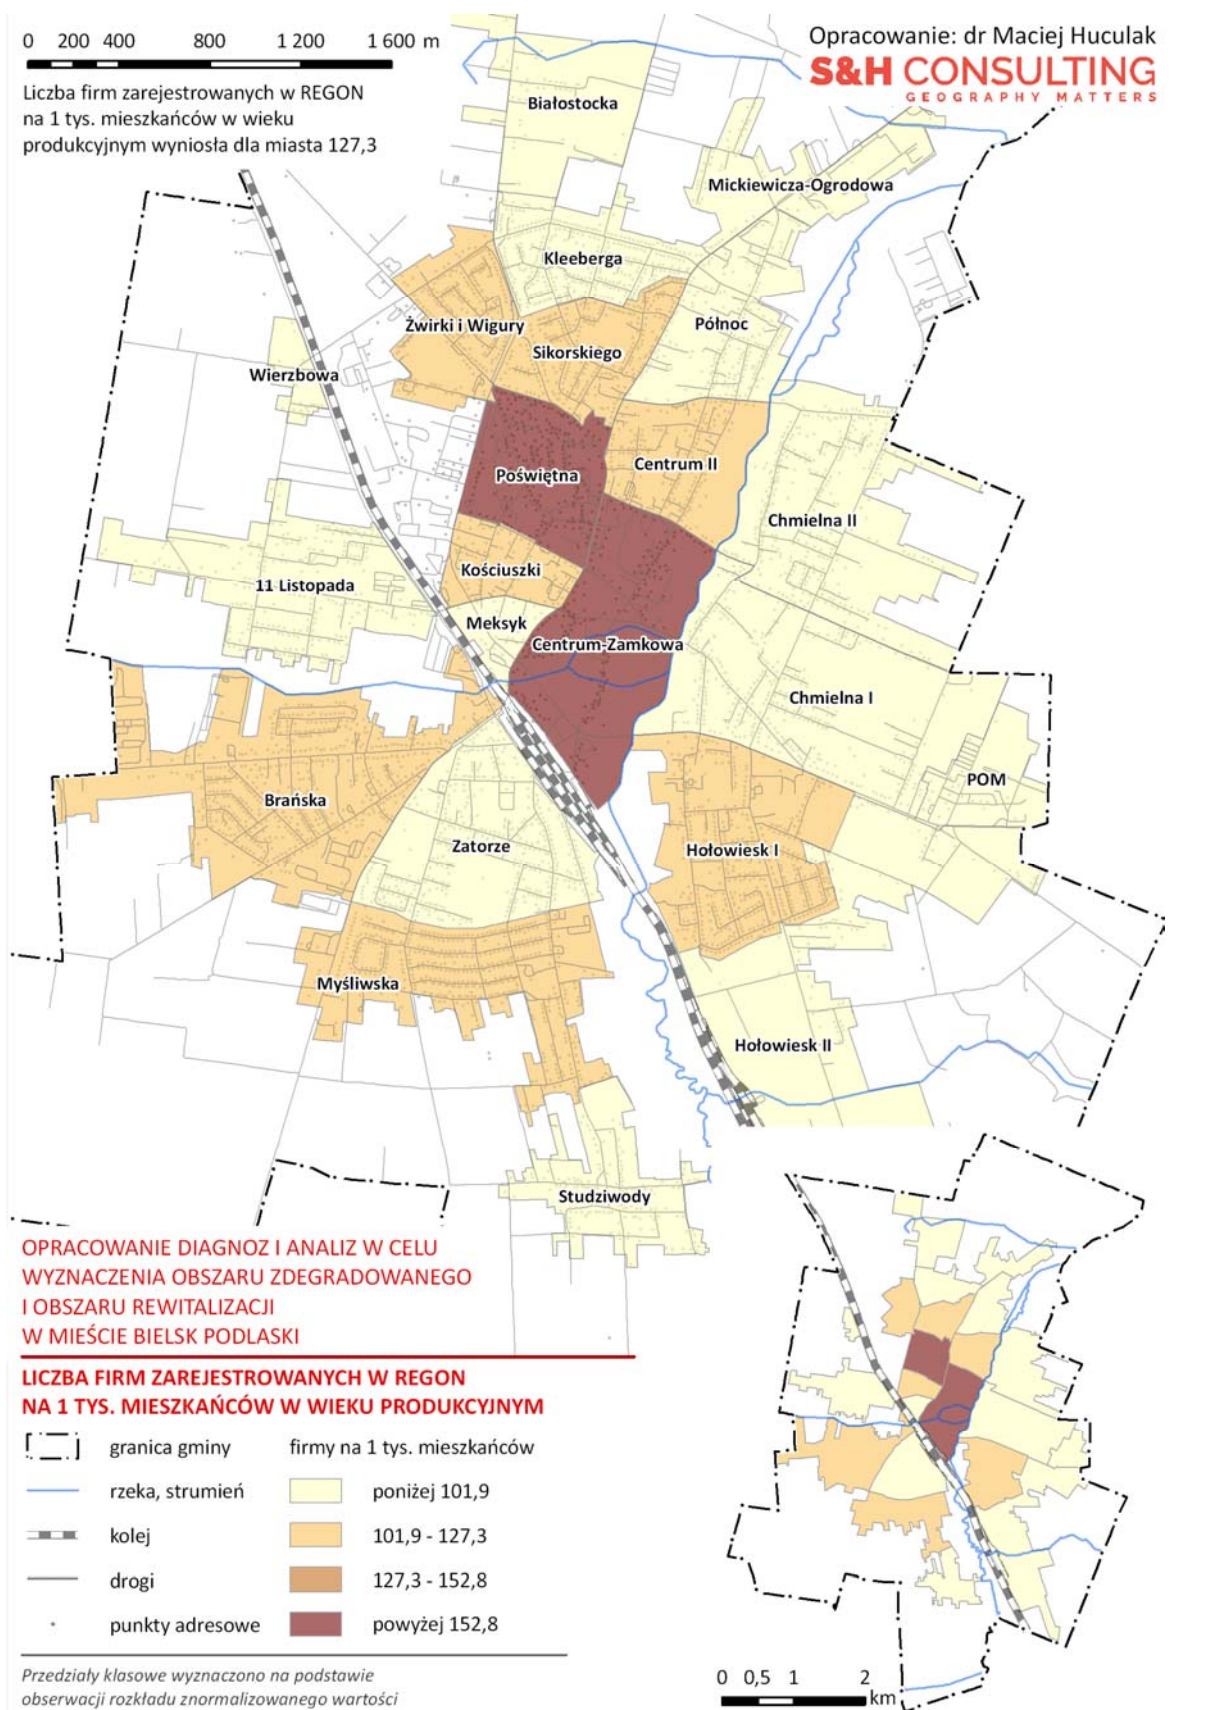 0 200 400 800 1 200 1 600 m
Opracowanie: dr Maciej Huculak
S&H CONSULTING
GEOGRAPHY MATTERS
Liczba firm zarejestrowanych w REGON
na 1 tys. mieszkańców w wieku
produkcyjnym wyniosła dla miasta 127,3
Białostocka
Mickiewicza-Ogrodowa
Kleeberga
Północ
Żwirki i Wigury
Sikorskiego
Wierzbowa
Centrum II
Poświętna
Chmielna II
Kościuszki
11 Listopada
Meksyk
Centrum-Zamkowa
Chmielna I
POM
Brańska
Zatorze
Hołowiesk I
Myśliwska
Hołowiesk II
Studziwody
OPRACOWANIE DIAGNOZ I ANALIZ W CELU
WYZNACZENIA OBSZARU ZDEGRADOWANEGO
I OBSZARU REWITALIZACJI
W MIEŚCIE BIELSK PODLASKI
LICZBA FIRM ZAREJESTROWANYCH W REGON
NA 1 TYS. MIESZKAŃCÓW W WIEKU PRODUKCYJNYM
granica gminy
rzeka, strumień
kolej
drogi
punkty adresowe
firmy na 1 tys. mieszkańców
poniżej 101,9
101,9 - 127,3
127,3 - 152,8
powyżej 152,8
Przedziały klasowe wyznaczono na podstawie
obserwacji rozkładu znormalizowanego wartości
0 0,5 1 2
km